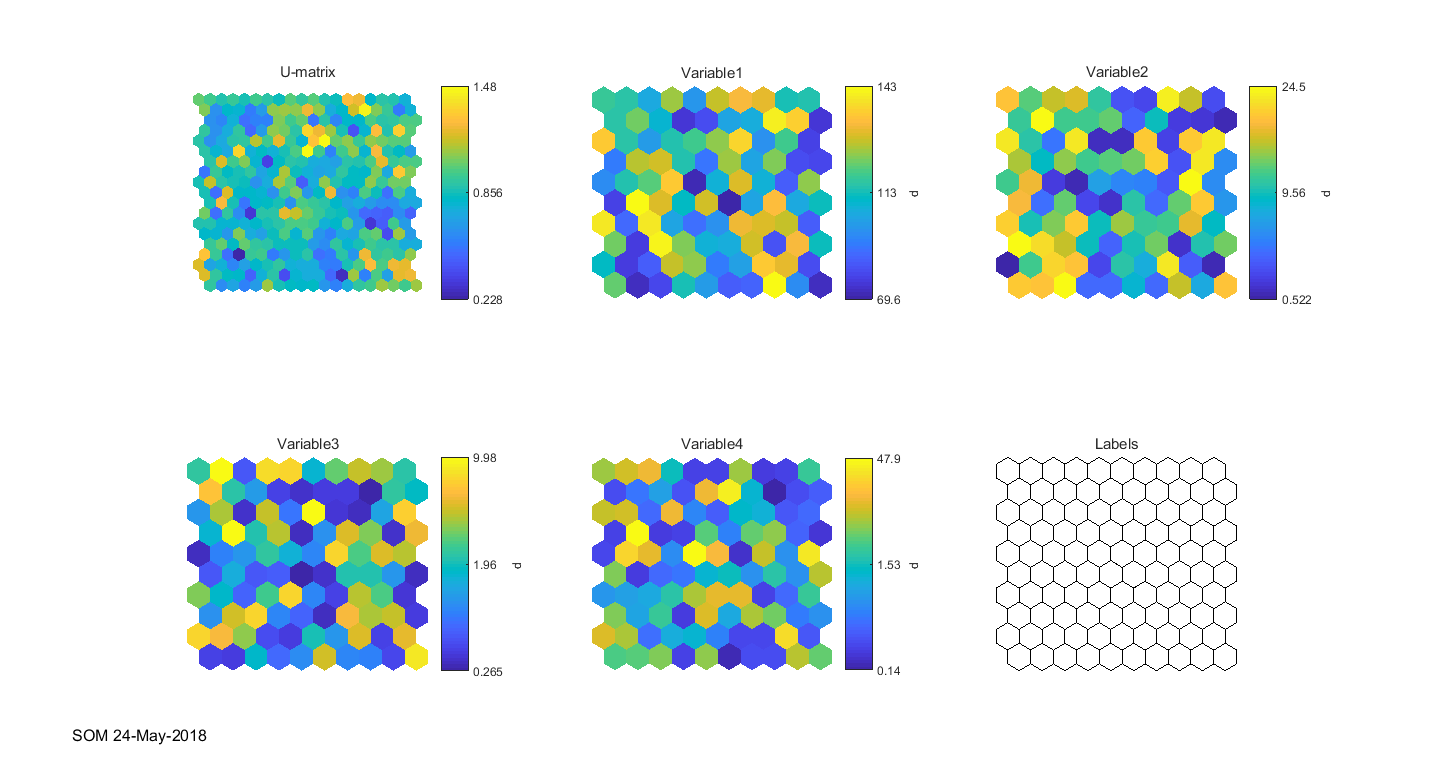 U-matrix
1.48
0.856
0.228
Variable1
143
113
d
69.6
Variable2
24.5
9.56
d
0.522
Variable3
9.98
1.96
d
0.265
Variable4
47.9
1.53
d
0.14
Labels
SOM 24-May-2018